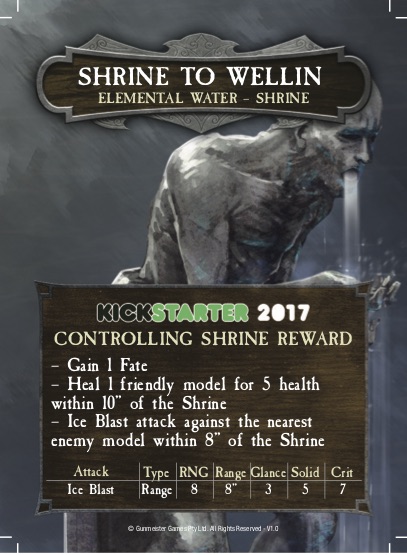 SHRINE TO WELLIN
ELEMENTAL WATER – SHRINE
KICKSTARTER 2017
CONTROLLING SHRINE REWARD
– Gain 1 Fate
– Heal 1 friendly model for 5 health
within 10" of the Shrine
– Ice Blast attack against the nearest
enemy model within 8" of the Shrine
Attack Type RNG Range Glance Solid Crit
Ice Blast Range 8 8" 3 5 7
© Gunmeister Games Pty Ltd. All Rights Reserved - V1.0